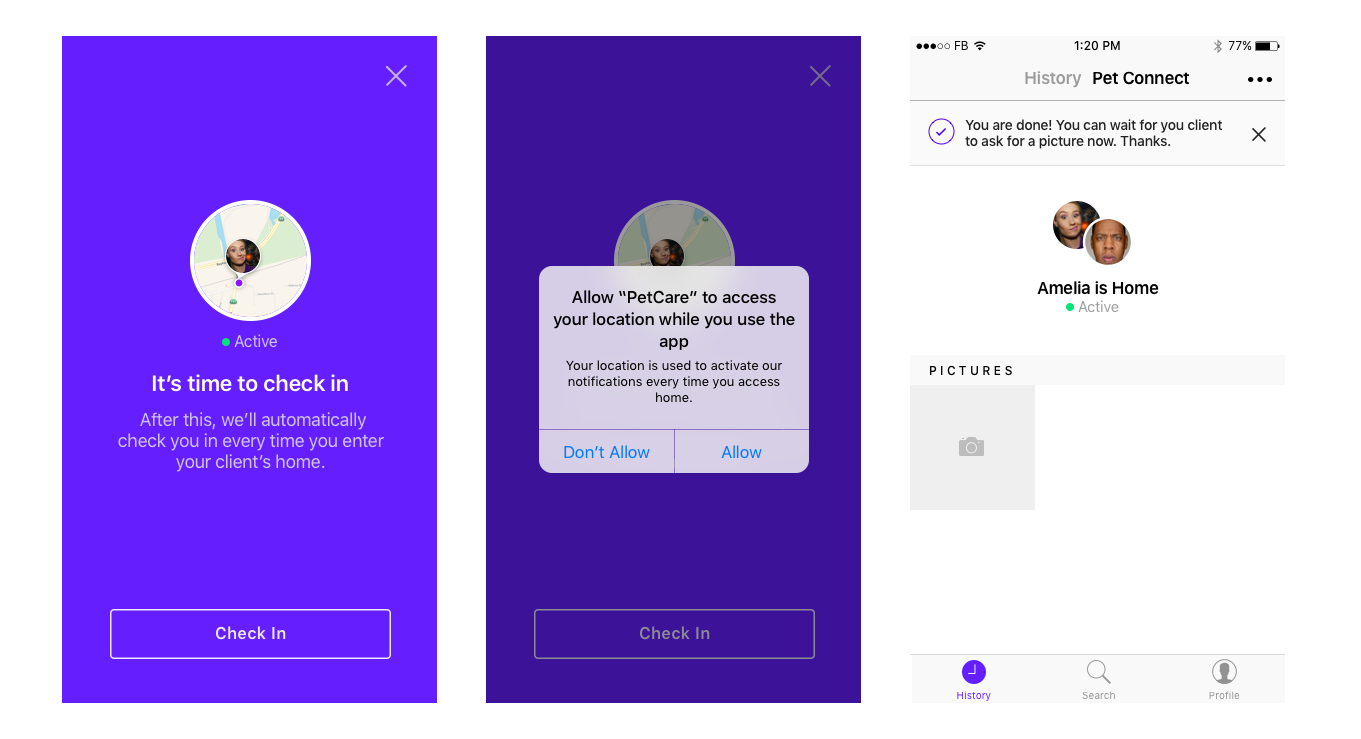 Active
It's time to check in
After this, we'll automatically
check you in every time you enter
your client's home.
Check In
Allow “PetCare” to access
your location while you use the
app
Your location is used to activate our
notifications every time you access
home.
Don't Allow
Allow
Check In
FB
1:20 PM
77%
History Pet Connect
You are done! You can wait for you client
to ask for a picture now. Thanks.
Amelia is Home
Active
PICTURES
History
Search
Profile